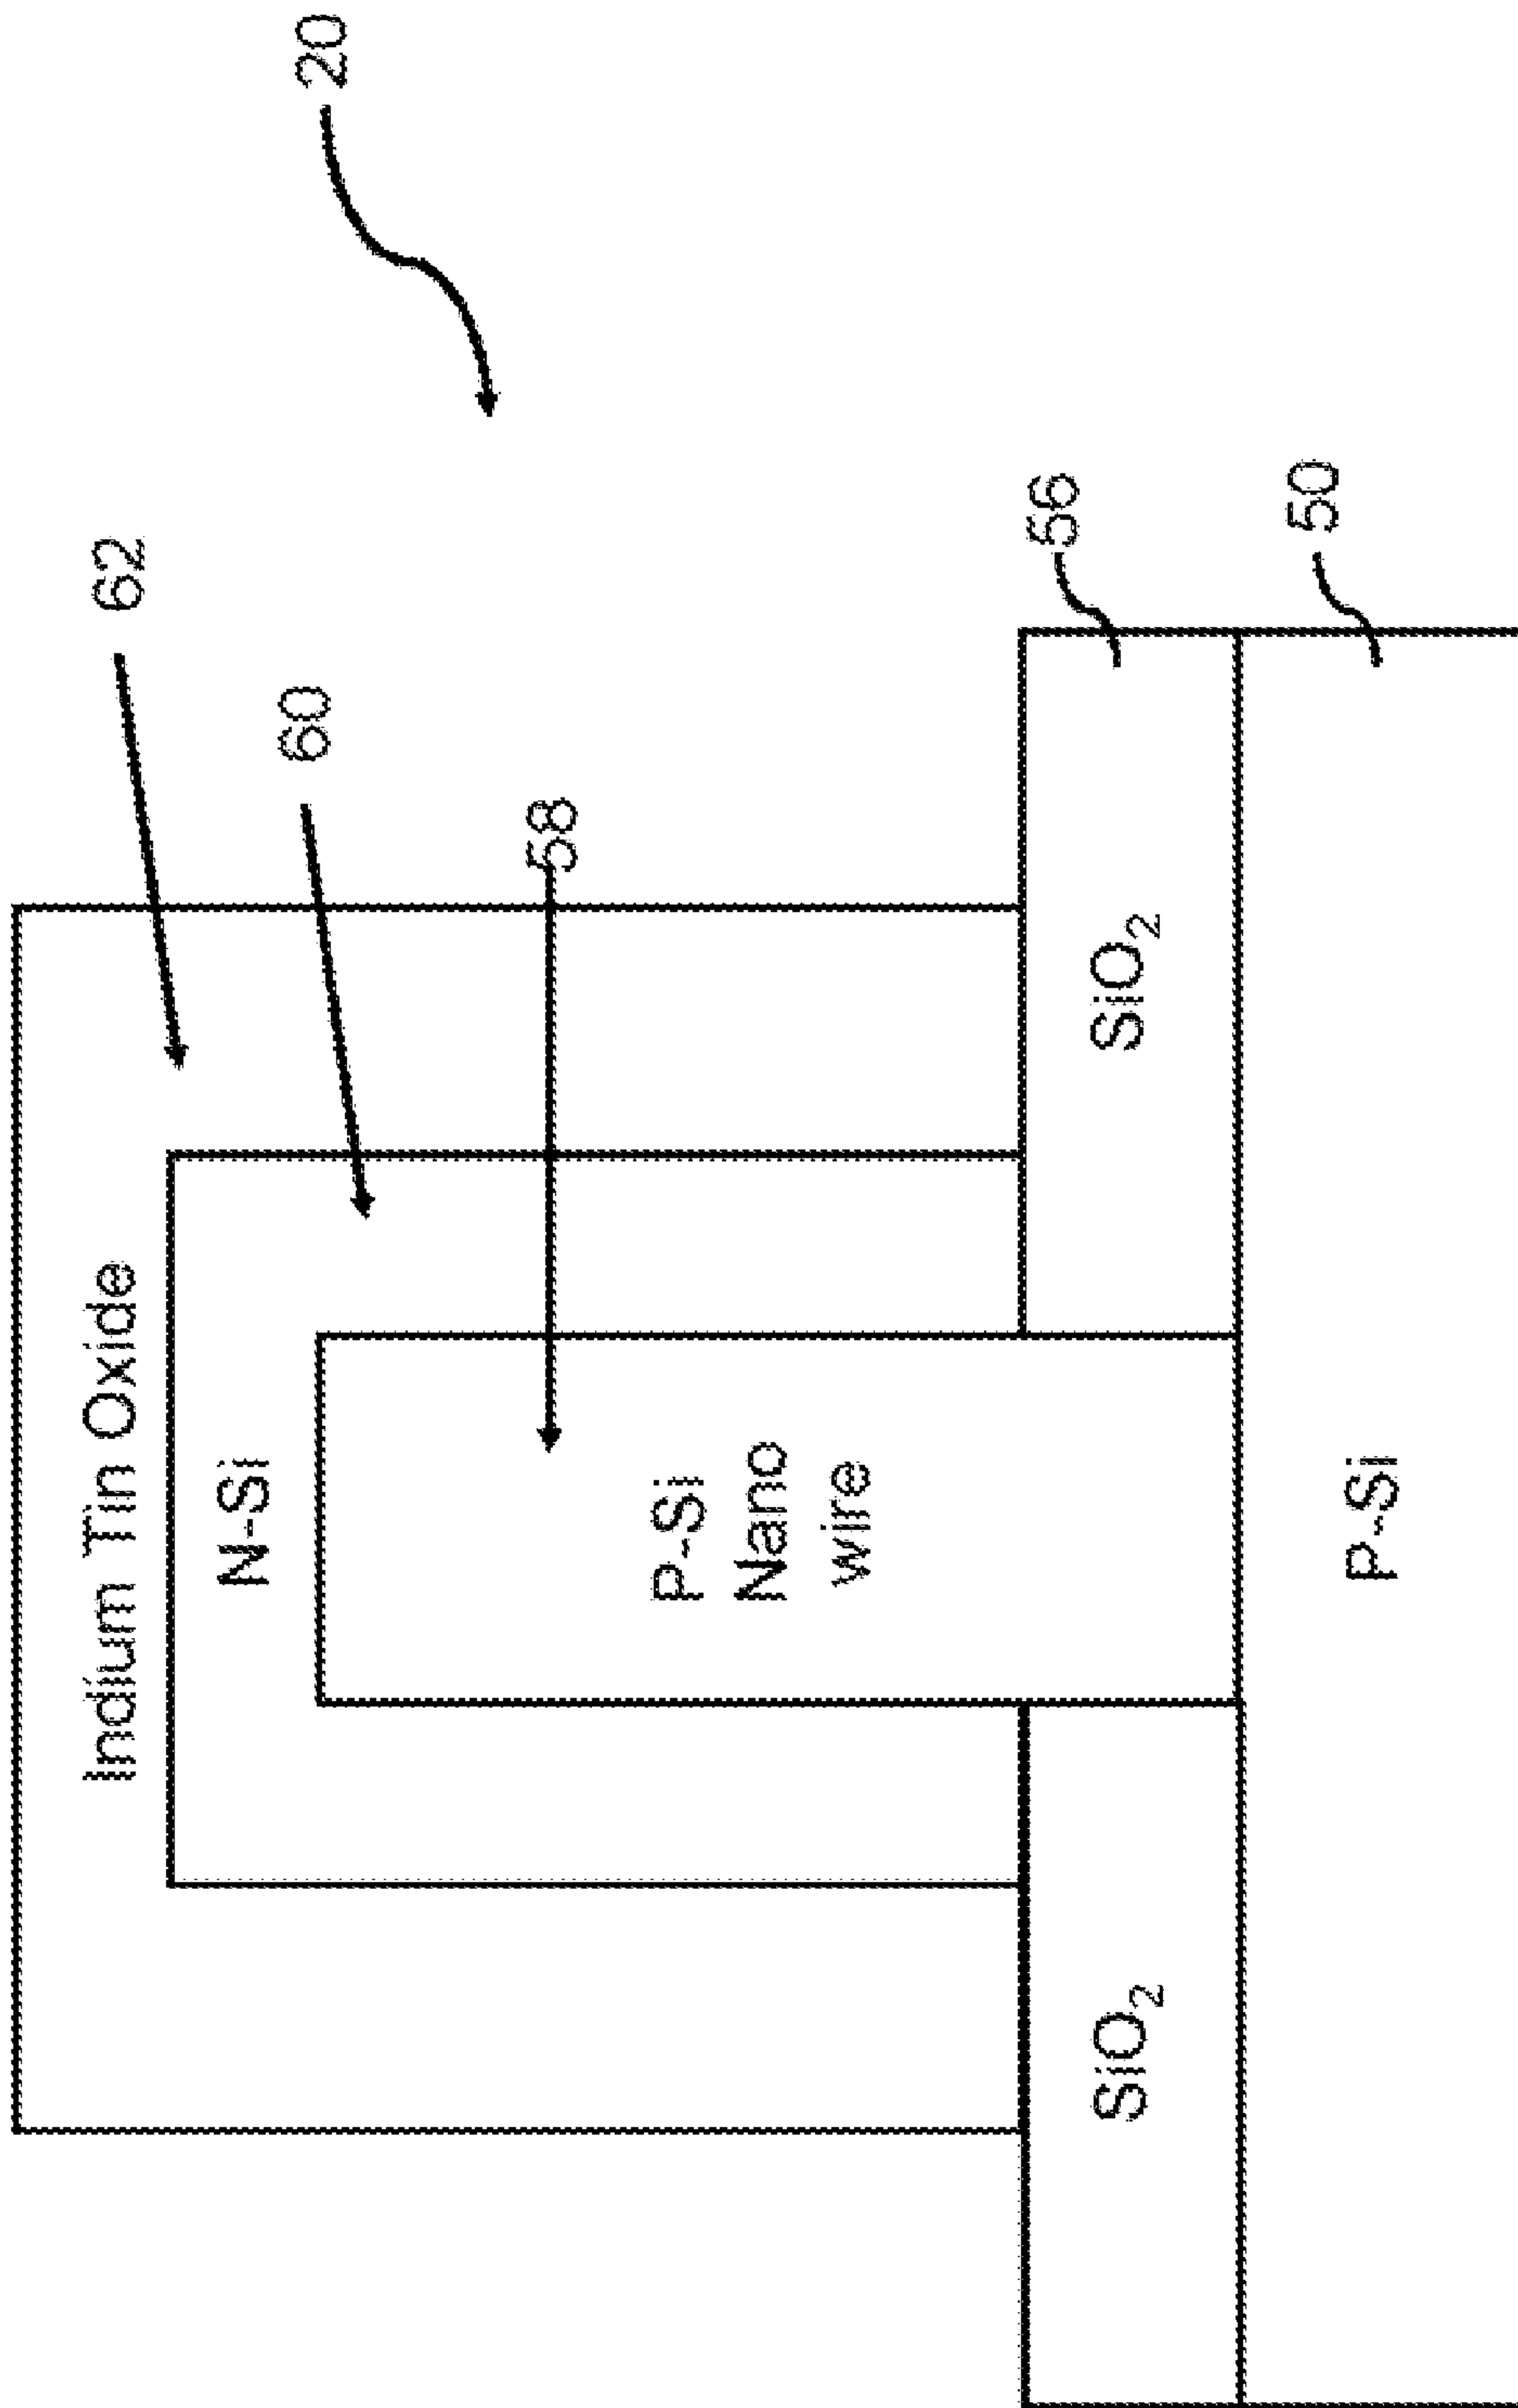 20
62
60
58
56
50
Indium Tin Oxide
N-Si
P-Si
Nano
wire
SiO₂
SiO₂
P-Si